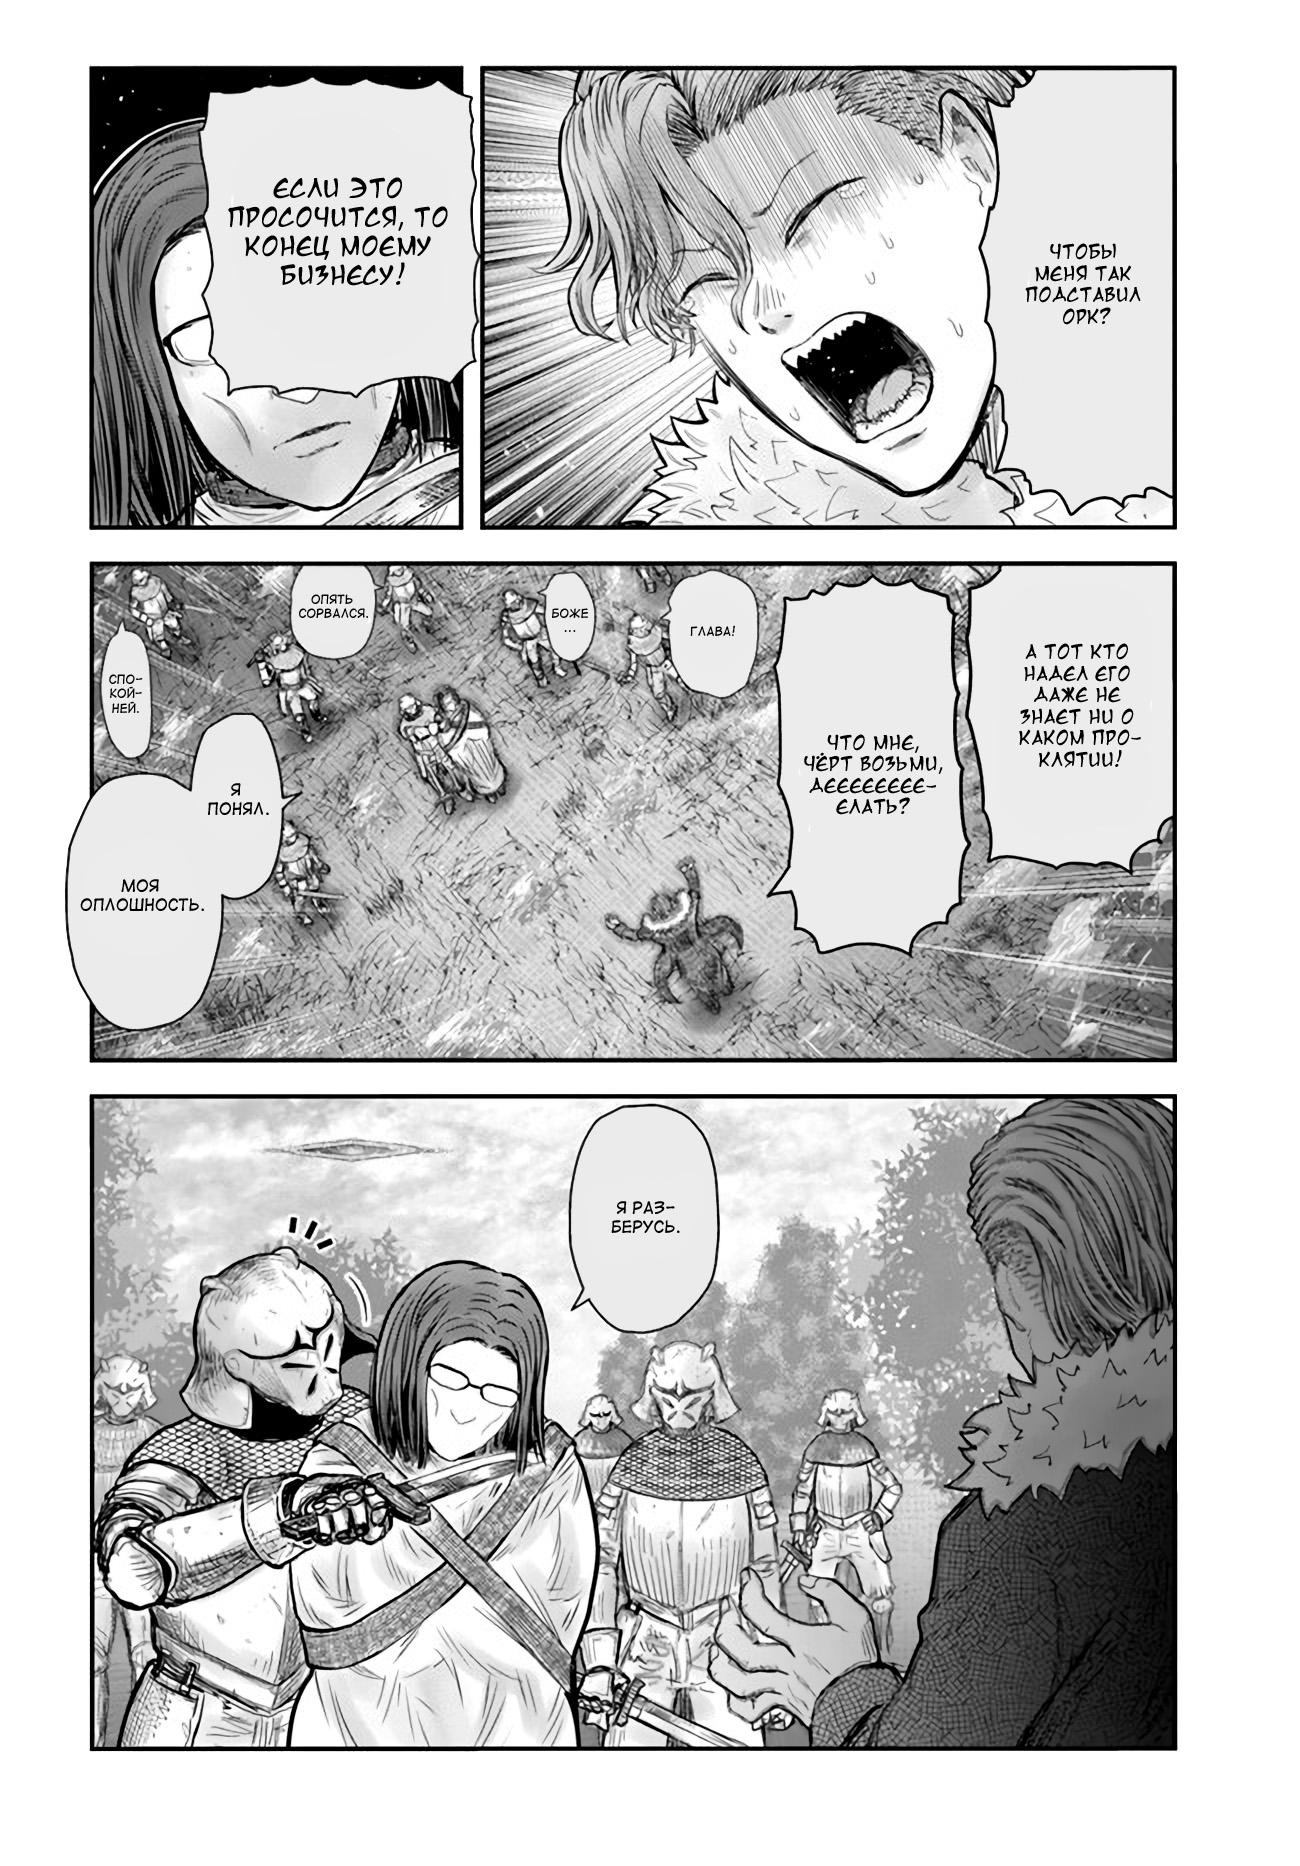 ЧТОБЫ
МЕНЯ ТАК
ПОДСТАВИЛ
ОРК?
ЕСЛИ ЭТО
ПРОСОЧИТСЯ, ТО
КОНЕЦ МОЕМУ
БИЗНЕСУ!
А ТОТ КТО
НАДЕЛ ЕГО
ДАЖЕ НЕ
ЗНАЕТ НИ О
КАКОМ ПРО-
КЛЯТИИ!
ЧТО МНЕ,
ЧЁРТ ВОЗЬМИ,
ДЕЕЕЕЕЕЕЕ-
ЕЛАТЬ?
ГЛАВА!
БОЖЕ
...
ОПЯТЬ
СОРВАЛСЯ.
СПО-
КОЙ-
НЕЙ.
Я
ПОНЯЛ.
МОЯ
ОПЛОШНОСТЬ.
Я РАЗ-
БЕРУСЬ.